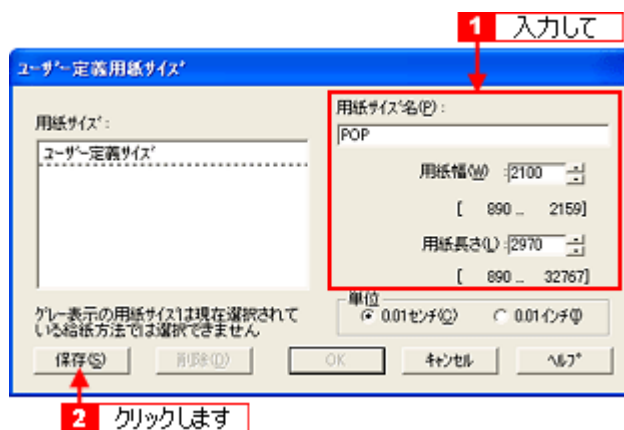 1 入力して
ユーザー定義用紙サイズ
用紙サイズ:
ユーザー定義サイズ
用紙サイズ名(P):
POP
用紙幅(W) :2100
[ 890 ... 2159]
用紙長さ(L):2970
[ 890 ... 32767]
グレー表示の用紙サイズは現在選択されて
いる給紙方法では選択できません
単位
0.01センチ(C) 0.01インチ(I)
保存(S) 削除(D) OK キャンセル ヘルプ
2 クリックします